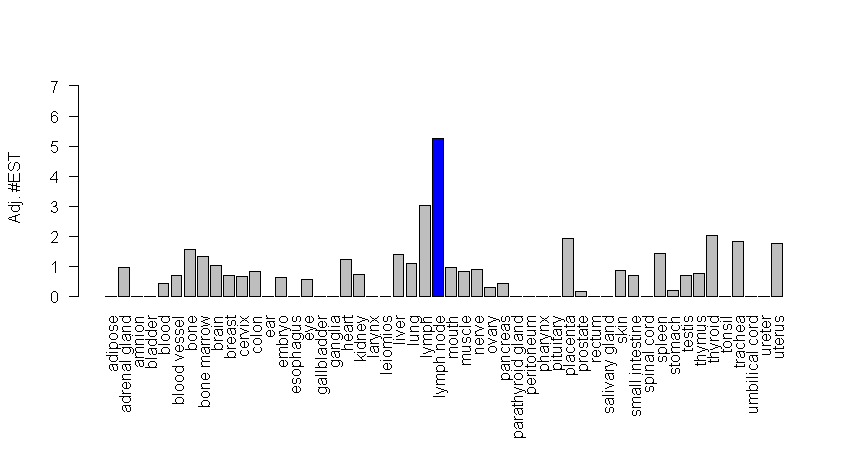 7
6
5
4
3
2
1
0
Adj. #EST
adipose
adrenal gland
amnion
bladder
blood
blood vessel
bone
bone marrow
brain
breast
cervix
colon
ear
embryo
esophagus
eye
gallbladder
ganglia
heart
kidney
larynx
leiomios
liver
lung
lymph
lymph node
mouth
muscle
nerve
ovary
pancreas
parathyroid gland
peritoneum
pharynx
pituitary
placenta
prostate
rectum
salivary gland
skin
small intestine
spinal cord
spleen
stomach
testis
thymus
thyroid
tonsil
trachea
umbilical cord
ureter
uterus